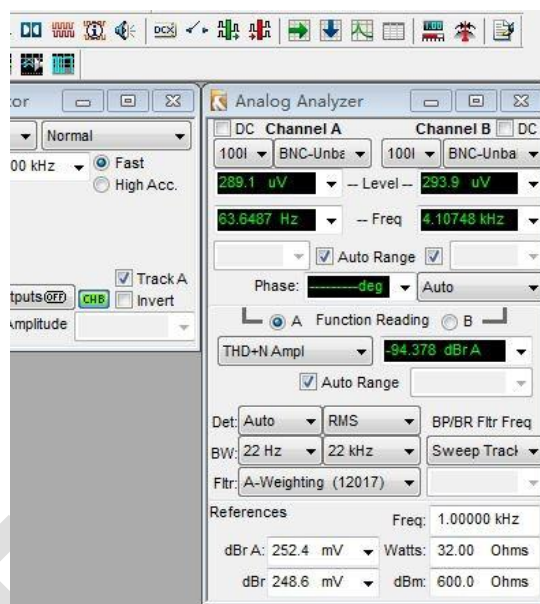 Normal
00 kHz
Fast
High Acc.
Track A
tputs OFF CHB Invert
Amplitude
Analog Analyzer
DC Channel A Channel B DC
100 BNC-Unba 100 BNC-Unbal
289.1 uV -- Level -- 293.9 uV
63.6487 Hz -- Freq 4.10748 kHz
Auto Range
Phase: --------deg Auto
A Function Reading B
THD+N Ampl -94.378 dBr A
Auto Range
Det: Auto RMS BP/BR Fltr Freq
BW: 22 Hz 22 kHz Sweep Track
Fltr: A-Weighting (12017)
References Freq: 1.00000 kHz
dBr A: 252.4 mV Watts: 32.00 Ohms
dBr 248.6 mV dBm: 600.0 Ohms